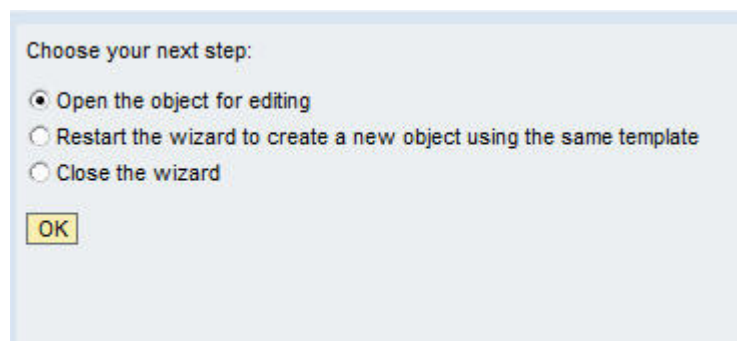 Choose your next step:
Open the object for editing
Restart the wizard to create a new object using the same template
Close the wizard
OK